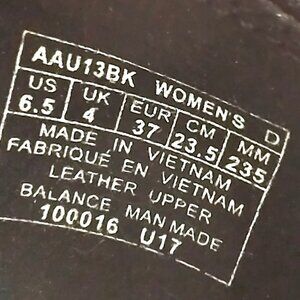 AAU13BK WOMEN'S D
US UK EUR CM MM
6.5 4 37 23.5 235
MADE IN VIETNAM
FABRIQUÉ EN VIETNAM
LEATHER UPPER
BALANCE MAN MADE
100016 U17